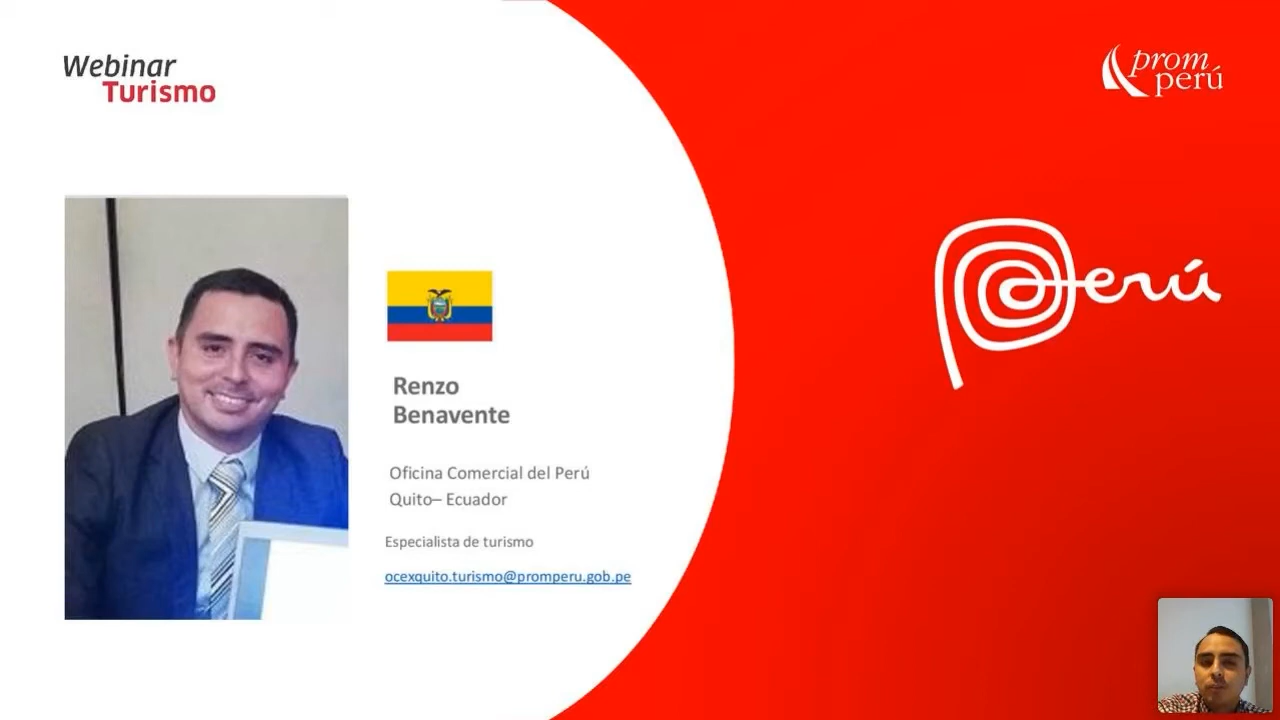 Webinar
Turismo
prom
perú
Perú
Renzo
Benavente
Oficina Comercial del Perú
Quito– Ecuador
Especialista de turismo
ocexquito.turismo@promperu.gob.pe